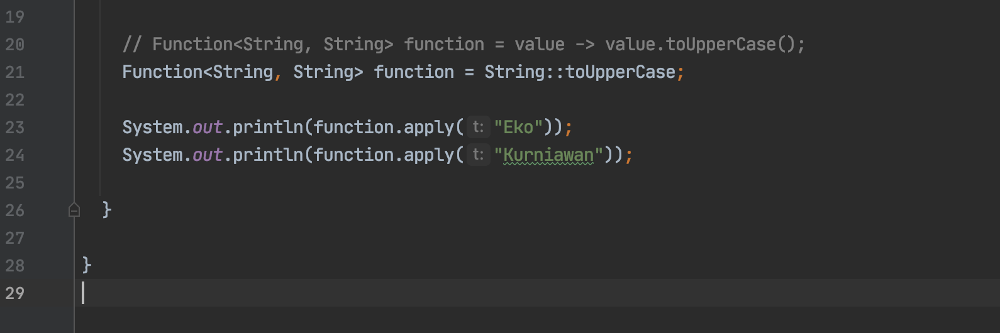 19
20 // Function<String, String> function = value -> value.toUpperCase();
21 Function<String, String> function = String::toUpperCase;
22
23 System.out.println(function.apply( t: "Eko"));
24 System.out.println(function.apply( t: "Kurniawan"));
25
26 }
27
28 }
29